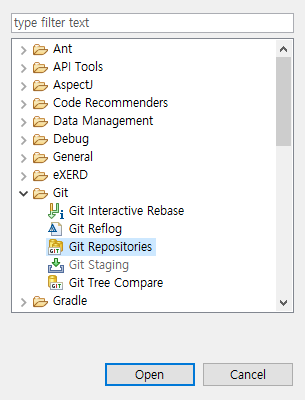 type filter text
Ant
API Tools
AspectJ
Code Recommenders
Data Management
Debug
General
eXERD
Git
Git Interactive Rebase
Git Reflog
Git Repositories
Git Staging
Git Tree Compare
Gradle
Open
Cancel